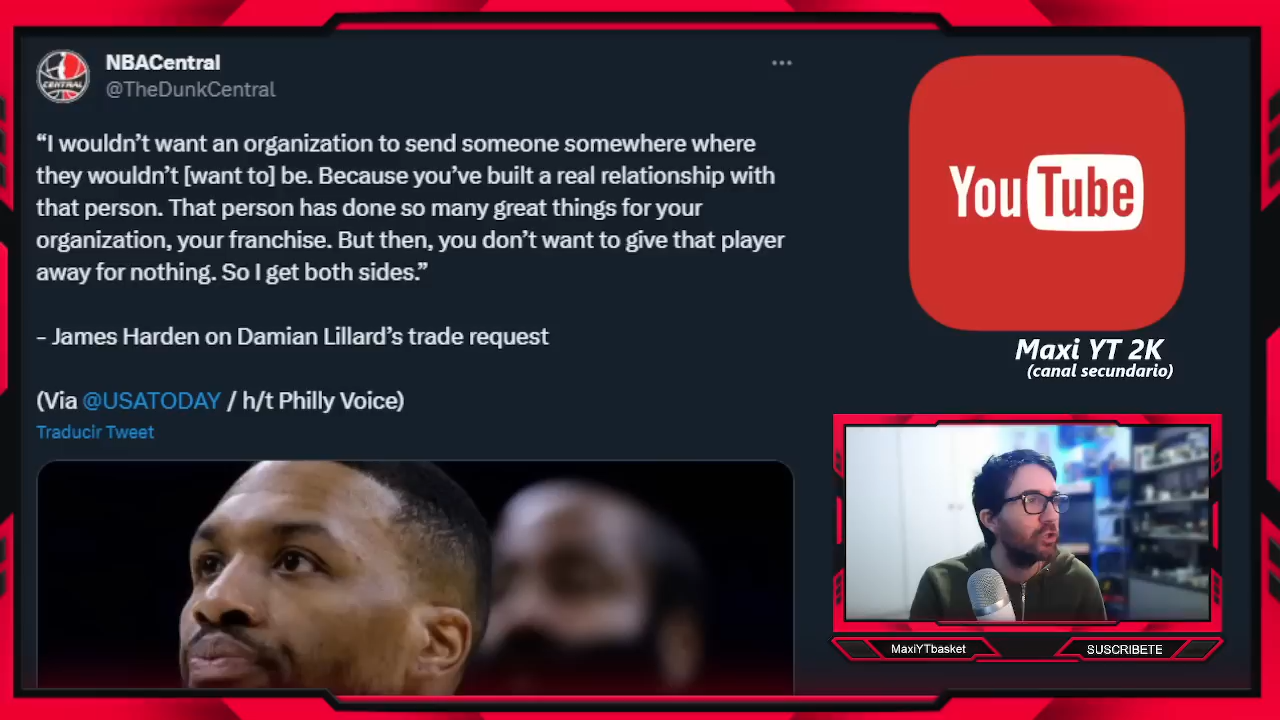 NBACentral
@TheDunkCentral
“I wouldn’t want an organization to send someone somewhere where
they wouldn’t [want to] be. Because you’ve built a real relationship with
that person. That person has done so many great things for your
organization, your franchise. But then, you don’t want to give that player
away for nothing. So I get both sides.”
– James Harden on Damian Lillard’s trade request
(Via @USATODAY / h/t Philly Voice)
Traducir Tweet
CENTRAL
YouTube
Maxi YT 2K
(canal secundario)
MaxiYTbasket
SUSCRIBETE